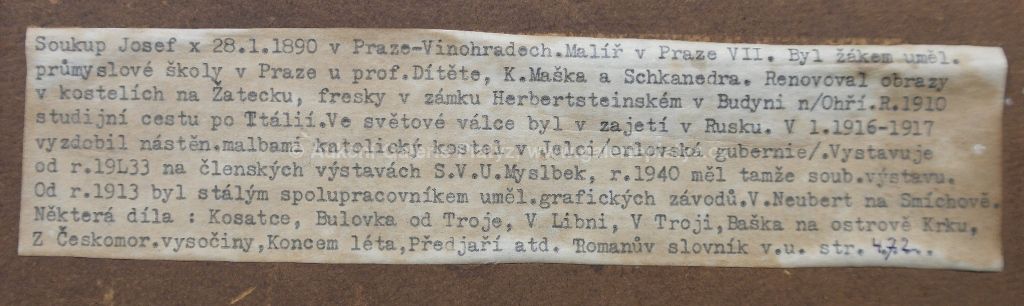 Soukup Josef x 28.1.1890 v Praze-Vinohradech.Malíř v Praze VII. Byl žákem uměl.
průmyslové školy v Praze u prof.Dítěte, K.Maška a Schkanedra. Renovoval obrazy
v kostelích na Žatecku, fresky v zámku Herbertsteinském v Budyni n/Ohří.R.1910
studijní cestu po Itálií.Ve světové válce byl v zajetí v Rusku. V l.1916-1917
vyzdobil nástěn.malbami katolický kostel v Jelci/orlovská gubernie/.Vystavuje
od r.19L33 na členských výstavách S.V.U.Myslbek, r.1940 měl tamže soub.výstavu.
Od r.1913 byl stálým spolupracovníkem uměl.grafických závodů,V.Neubert na Smíchově.
Některá díla : Kosatce, Bulovka od Troje, V Libni, V Troji,Baška na ostrově Krku,
Z Českomor.vysočiny,Koncem léta,Předjaří atd. Tomanův slovník v.u. str. 472..